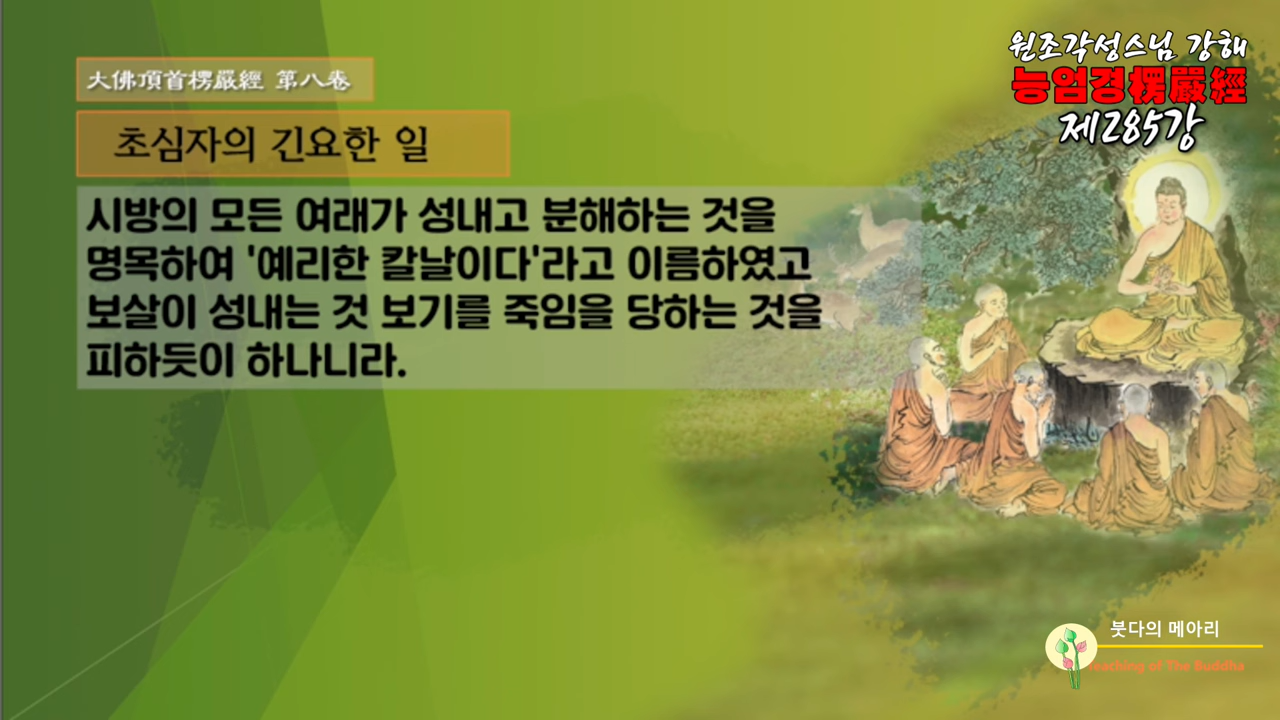 大佛頂首楞嚴經 第八卷
초심자의 긴요한 일
시방의 모든 여래가 성내고 분해하는 것을
명목하여 '예리한 칼날이다'라고 이름하였고
보살이 성내는 것 보기를 죽임을 당하는 것을
피하듯이 하나니라.
원조각성스님 강해
능엄경楞嚴經
제285강
붓다의 메아리
Teaching of The Buddha